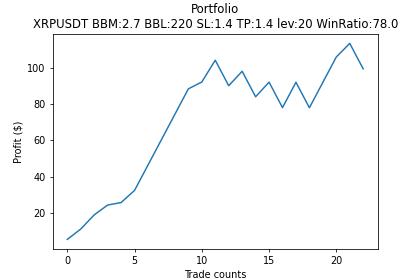 Portfolio
XRPUSDT BBM:2.7 BBL:220 SL:1.4 TP:1.4 lev:20 WinRatio:78.0
Profit ($)
100
80
60
40
20
0 5 10 15 20
Trade counts